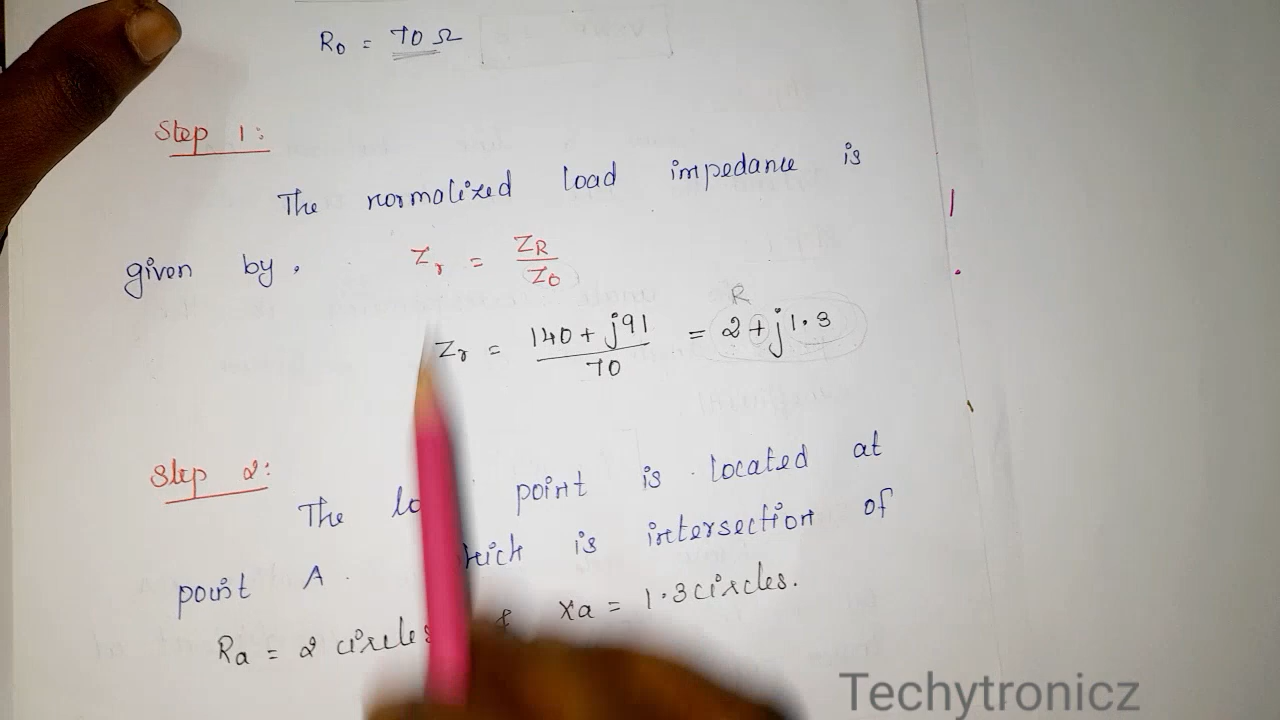 R0 = 70 Ω
Step 1:
The normalized load impedance is
given by, Zr = ZR/Z0
R
Zr = 140 + j91/70 = 2 + j1.3
Step 2:
The point is located at
point A is intersection of
Ra = 2 circles & Xa = 1.3 circles.
Techytronicz